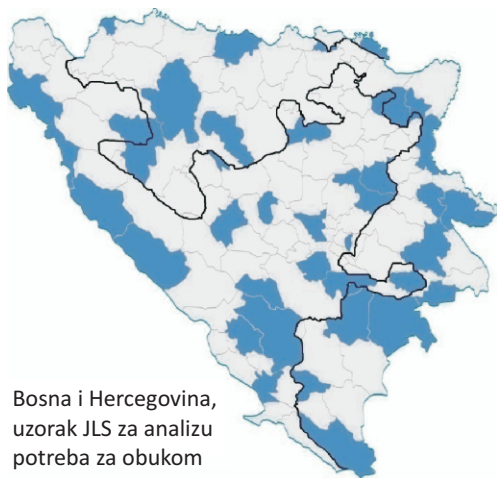 Bosna i Hercegovina,
uzorak JLS za analizu
potreba za obukom